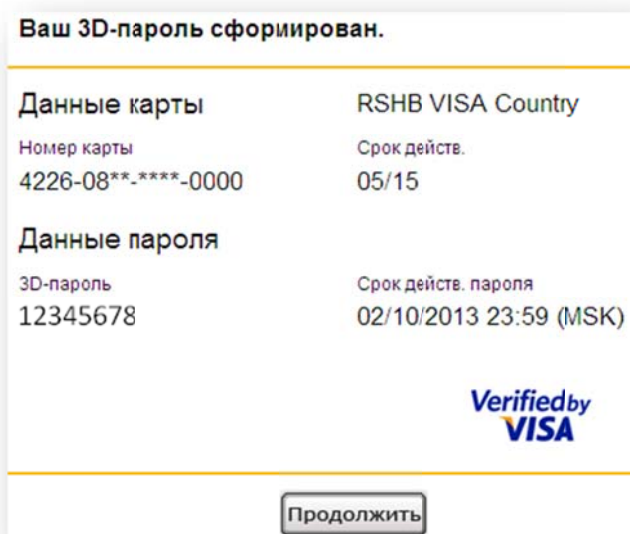 Ваш 3D-пароль сформирован.
Данные карты RSHB VISA Country
Номер карты Срок действ.
4226-08**-****-0000 05/15
Данные пароля
3D-пароль Срок действ. пароля
12345678 02/10/2013 23:59 (MSK)
Verified by
VISA
Продолжить